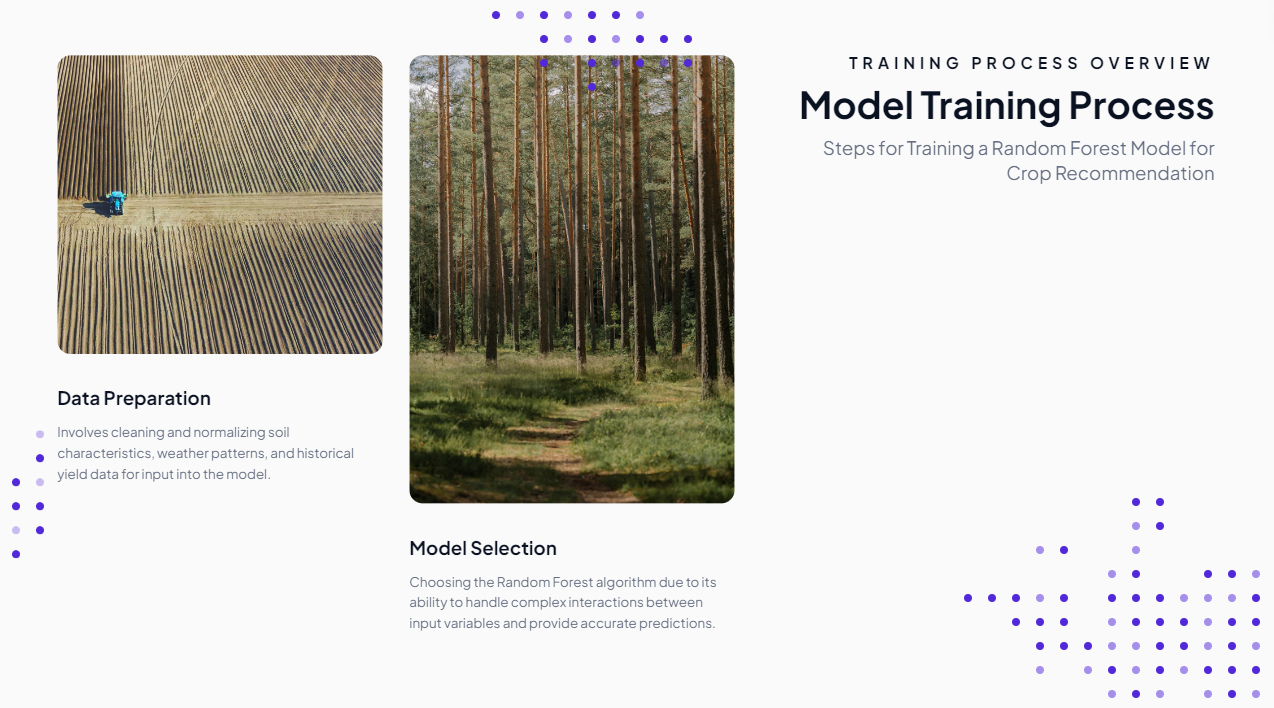 TRAINING PROCESS OVERVIEW
Model Training Process
Steps for Training a Random Forest Model for
Crop Recommendation
Data Preparation
Involves cleaning and normalizing soil
characteristics, weather patterns, and historical
yield data for input into the model.
Model Selection
Choosing the Random Forest algorithm due to its
ability to handle complex interactions between
input variables and provide accurate predictions.